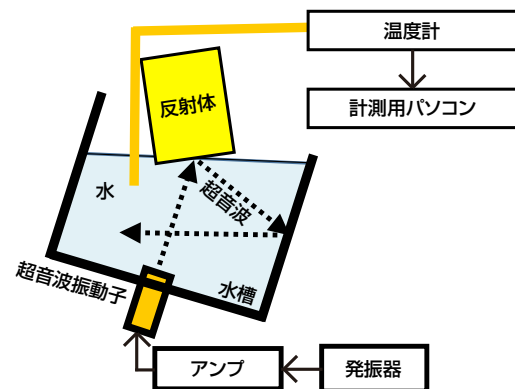 温度計
計測用パソコン
反射体
水
超音波
超音波振動子
水槽
アンプ
発振器